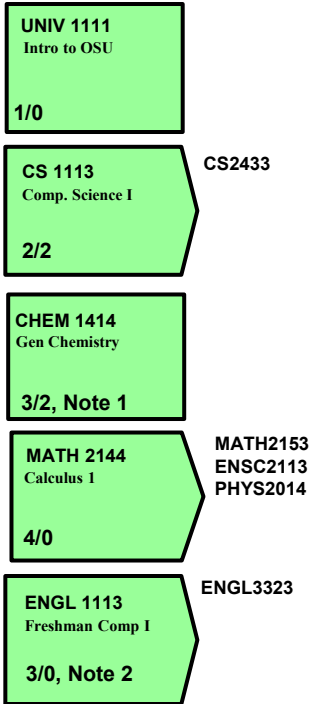 UNIV 1111
Intro to OSU
1/0
CS 1113
Comp. Science I
2/2
CS2433
CHEM 1414
Gen Chemistry
3/2, Note 1
MATH 2144
Calculus 1
4/0
MATH2153
ENSC2113
PHYS2014
ENGL 1113
Freshman Comp I
3/0, Note 2
ENGL3323